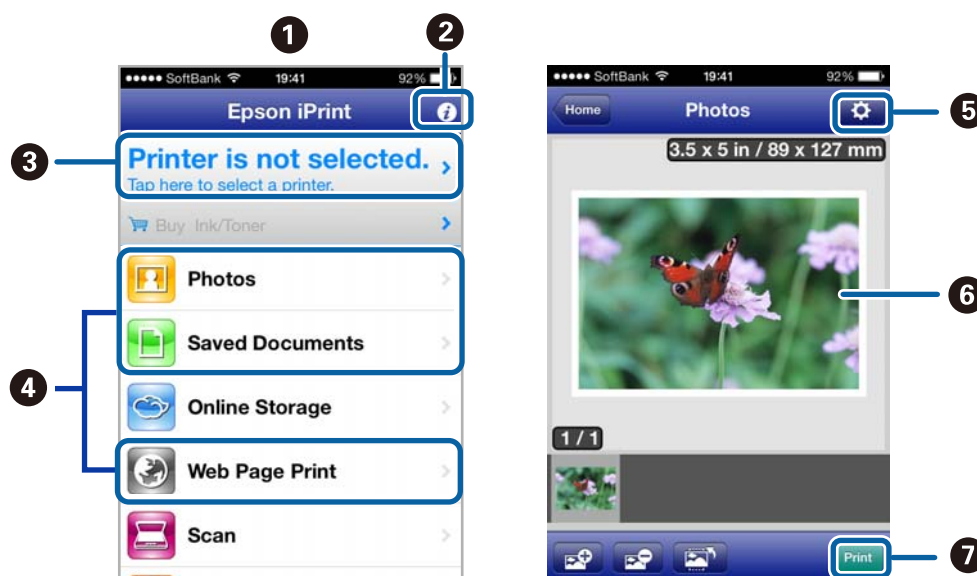 1
2
●●●●● SoftBank 19:41 92%
Epson iPrint
3
Printer is not selected.
Tap here to select a printer.
Buy Ink/Toner
Photos
Saved Documents
4
Online Storage
Web Page Print
Scan
●●●●● SoftBank 19:41 92%
Home Photos
5
3.5 x 5 in / 89 x 127 mm
6
1 / 1
Print
7